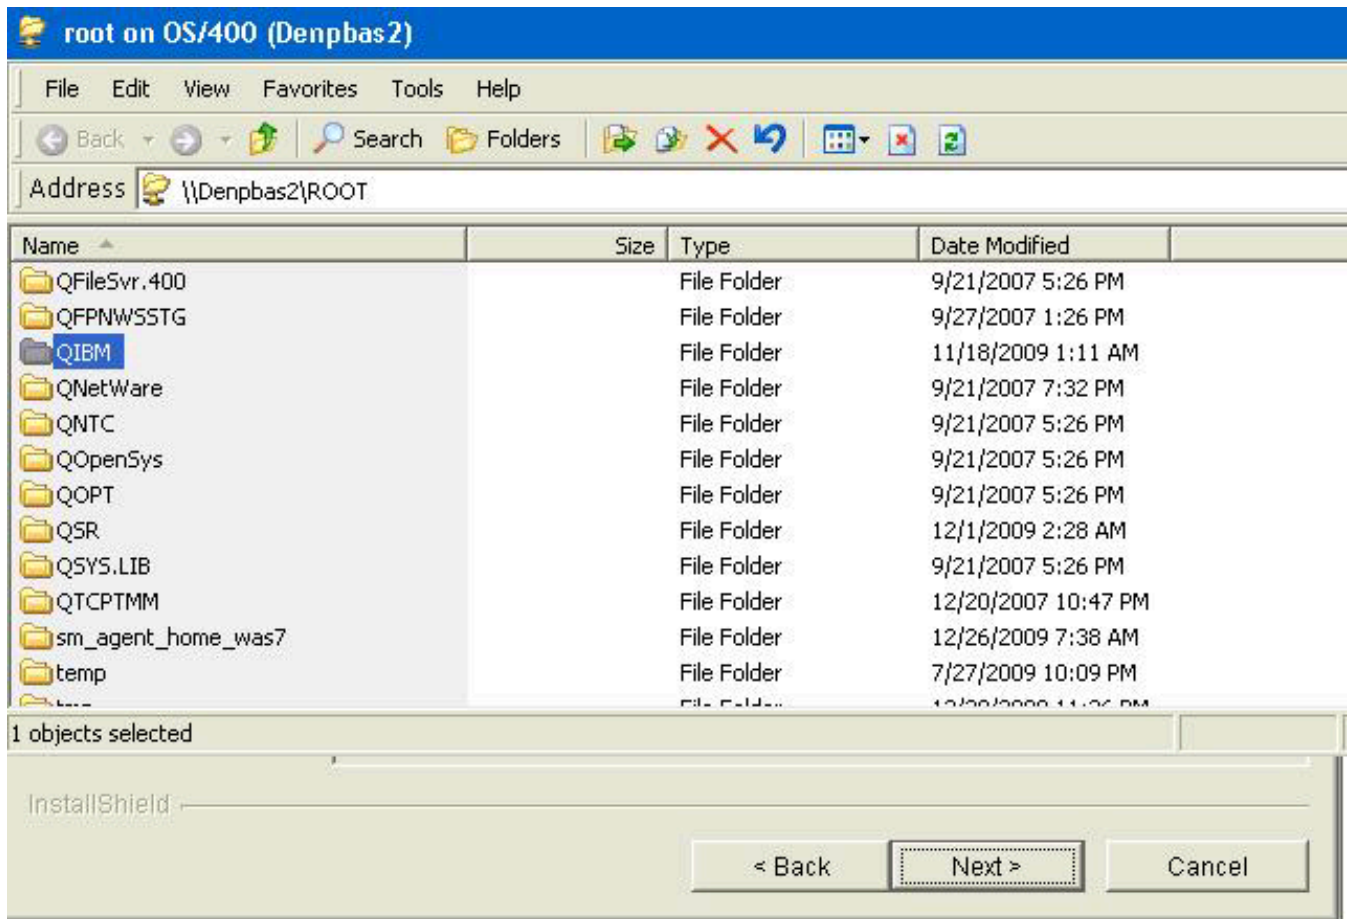 root on OS/400 (Denpbas2)
File Edit View Favorites Tools Help
Back Search Folders
Address \\Denpbas2\ROOT
Name Size Type Date Modified
QFileSvr.400 File Folder 9/21/2007 5:26 PM
QFPNWSSTG File Folder 9/27/2007 1:26 PM
QIBM File Folder 11/18/2009 1:11 AM
QNetWare File Folder 9/21/2007 7:32 PM
QNTC File Folder 9/21/2007 5:26 PM
QOpenSys File Folder 9/21/2007 5:26 PM
QOPT File Folder 9/21/2007 5:26 PM
QSR File Folder 12/1/2009 2:28 AM
QSYS.LIB File Folder 9/21/2007 5:26 PM
QTCPTMM File Folder 12/20/2007 10:47 PM
sm_agent_home_was7 File Folder 12/26/2009 7:38 AM
temp File Folder 7/27/2009 10:09 PM
File Folder
1 objects selected
InstallShield
< Back Next > Cancel